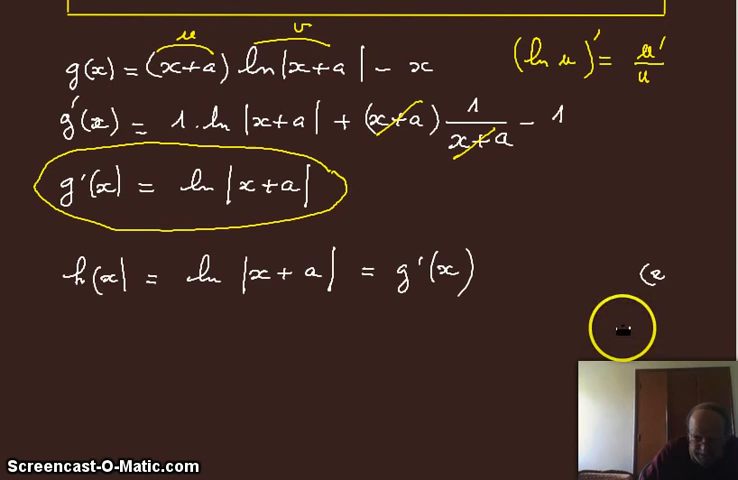 u v
g(x) = (x+a) ln|x+a| - x (ln u)' = u'/u
g'(x) = 1. ln |x+a| + (x+a) 1/(x+a) - 1
g'(x) = ln |x+a|
h(x) = ln |x+a| = g'(x) (x
Screencast-O-Matic.com